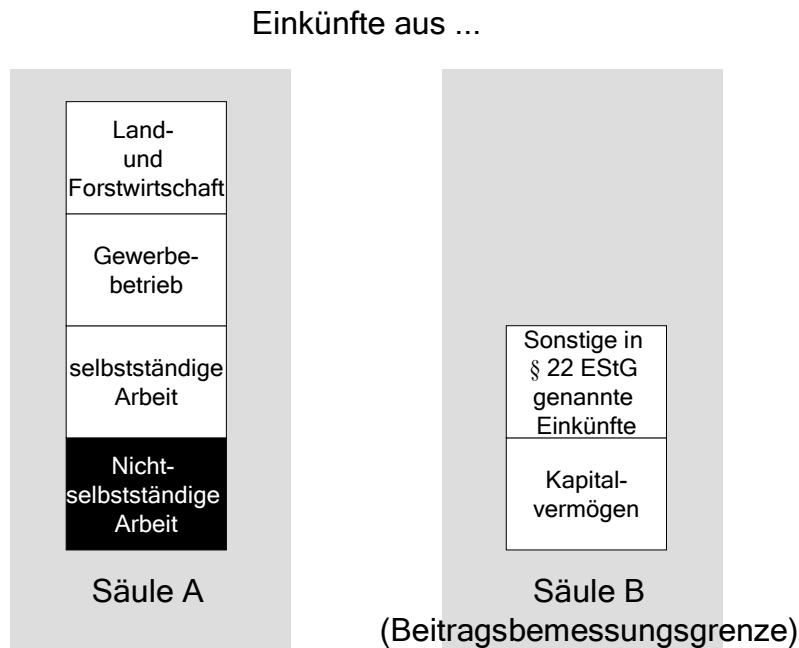 Einkünfte aus ...
Land-
und
Forstwirtschaft
Gewerbe-
betrieb
selbstständige
Arbeit
Nicht-
selbstständige
Arbeit
Säule A
Sonstige in
§ 22 EStG
genannte
Einkünfte
Kapital-
vermögen
Säule B
(Beitragsbemessungsgrenze)